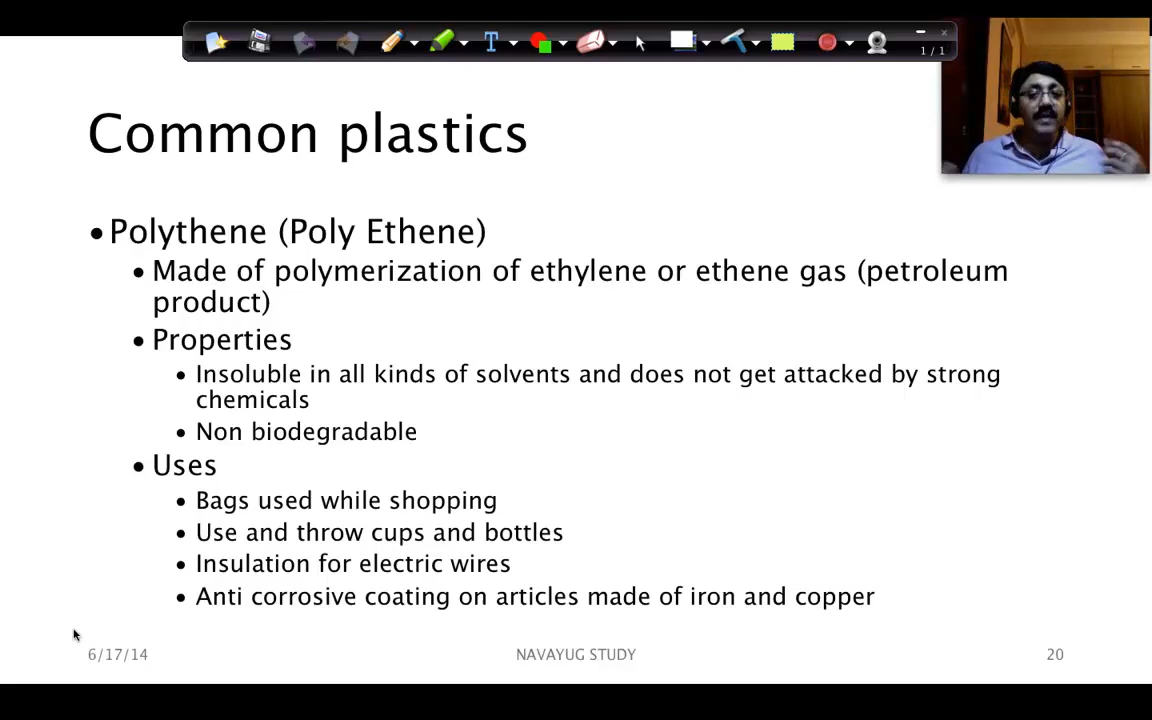 1 / 1
Common plastics
•Polythene (Poly Ethene)
• Made of polymerization of ethylene or ethene gas (petroleum
product)
• Properties
• Insoluble in all kinds of solvents and does not get attacked by strong
chemicals
• Non biodegradable
• Uses
• Bags used while shopping
• Use and throw cups and bottles
• Insulation for electric wires
• Anti corrosive coating on articles made of iron and copper
6/17/14 NAVAYUG STUDY 20